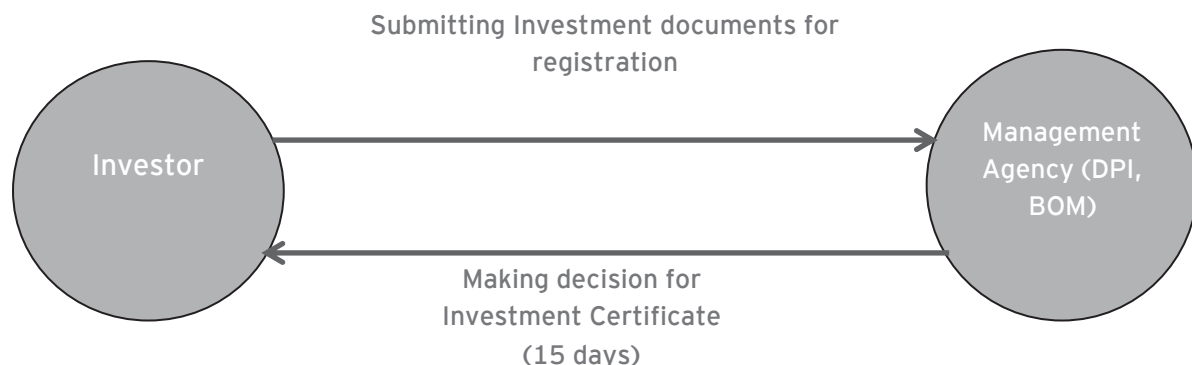 Submitting Investment documents for
registration
Investor
Management
Agency (DPI,
BOM)
Making decision for
Investment Certificate
(15 days)